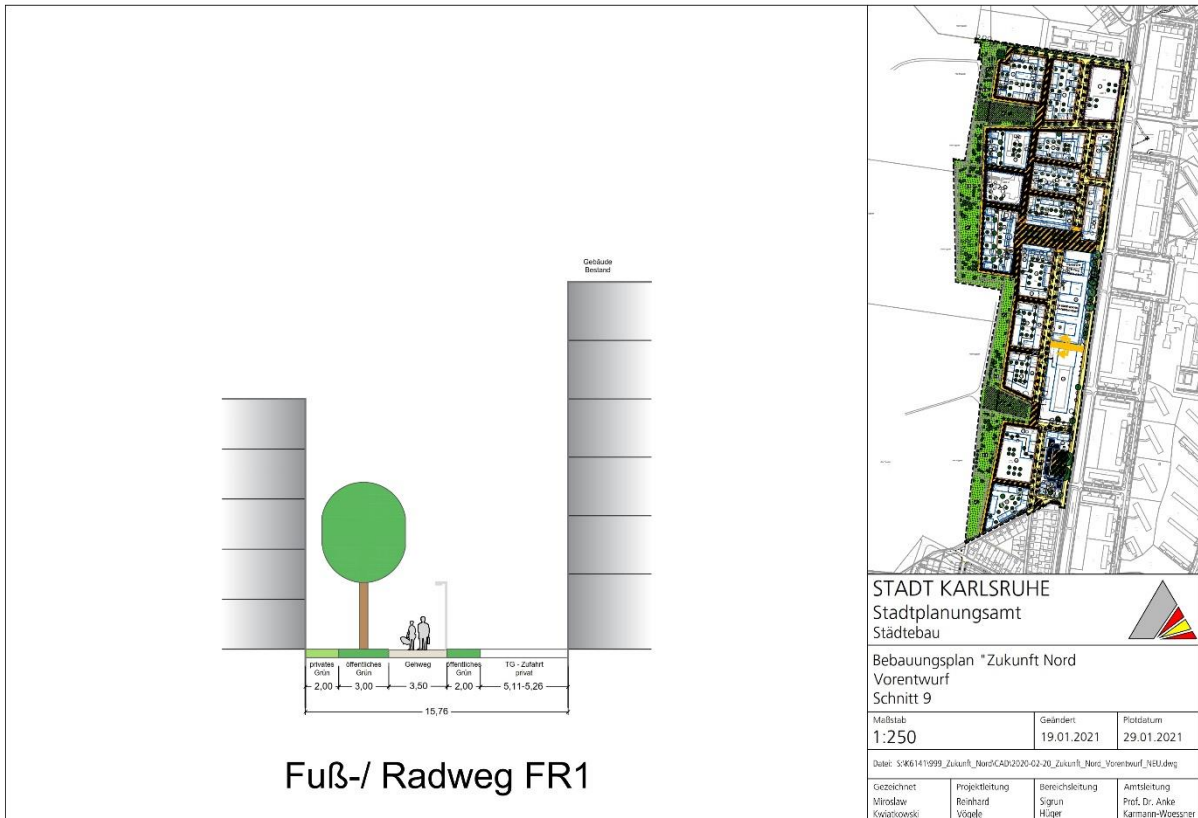 Gebäude
Bestand
privates
Grün
öffentliches
Grün
Gehweg
öffentliches
Grün
TG - Zufahrt
privat
2,00
3,00
3,50
2,00
5,11-5,26
15,76
Fuß-/ Radweg FR1
STADT KARLSRUHE
Stadtplanungsamt
Städtebau
Bebauungsplan "Zukunft Nord
Vorentwurf
Schnitt 9
Maßstab
1:250
Geändert
19.01.2021
Plotdatum
29.01.2021
Datei: S:\K6141\999_Zukunft_Nord\CAD\2020-02-20_Zukunft_Nord_Vorentwurf_NEU.dwg
Gezeichnet
Miroslaw
Kwiatkowski
Projektleitung
Reinhard
Vögele
Bereichsleitung
Sigrun
Hüger
Amtsleitung
Prof. Dr. Anke
Karmann-Woessner